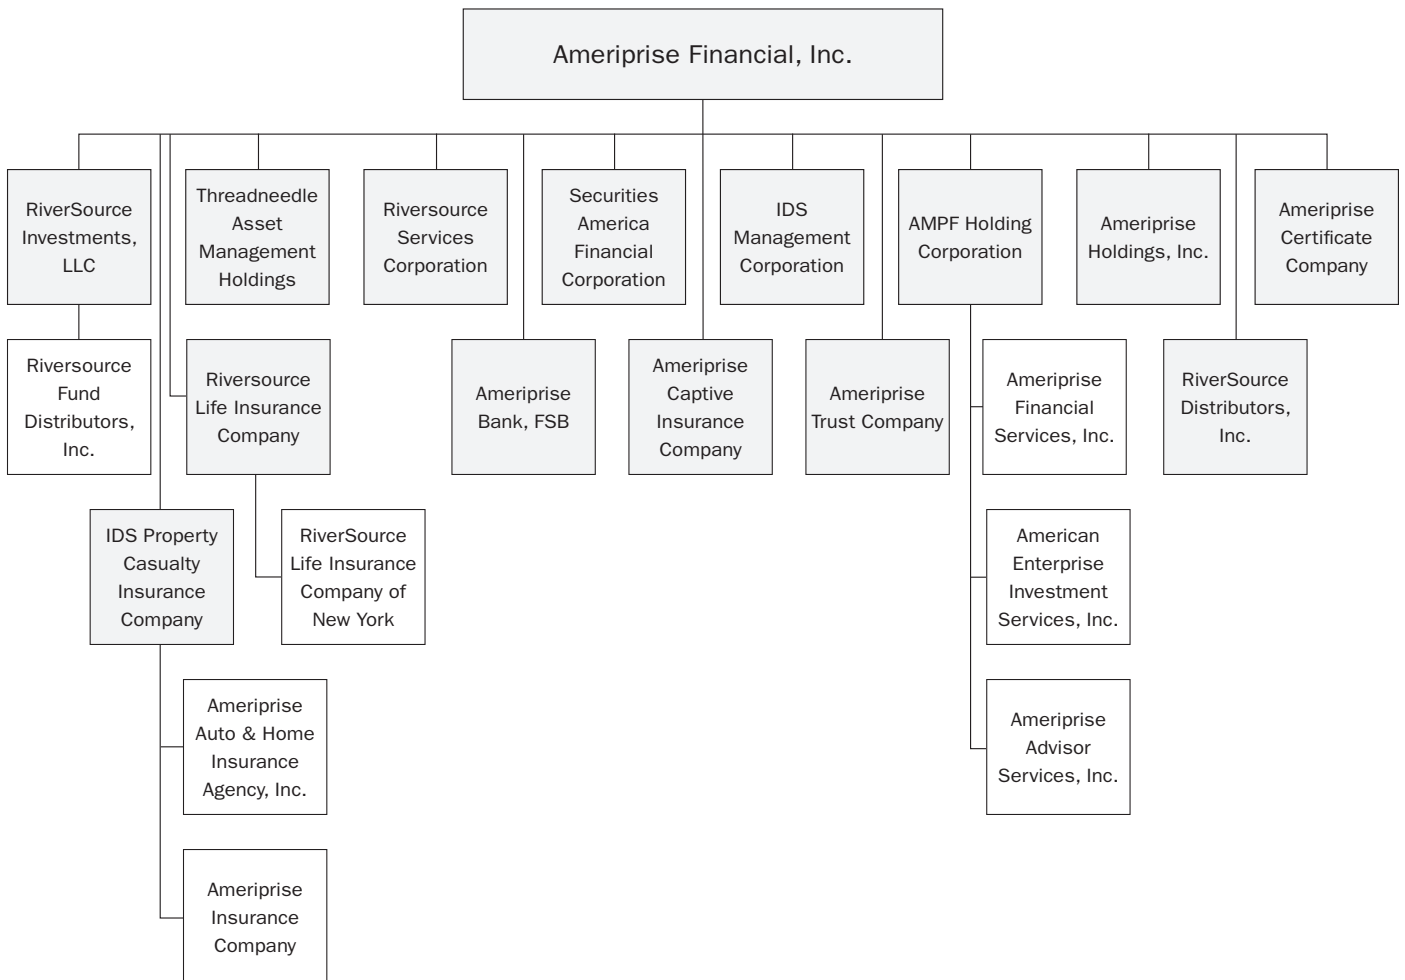 Ameriprise Financial, Inc.
RiverSource
Investments,
LLC
Threadneedle
Asset
Management
Holdings
Riversource
Services
Corporation
Securities
America
Financial
Corporation
IDS
Management
Corporation
AMPF Holding
Corporation
Ameriprise
Holdings, Inc.
Ameriprise
Certificate
Company
Riversource
Fund
Distributors,
Inc.
Riversource
Life Insurance
Company
Ameriprise
Bank, FSB
Ameriprise
Captive
Insurance
Company
Ameriprise
Trust Company
Ameriprise
Financial
Services, Inc.
RiverSource
Distributors,
Inc.
IDS Property
Casualty
Insurance
Company
RiverSource
Life Insurance
Company of
New York
American
Enterprise
Investment
Services, Inc.
Ameriprise
Auto & Home
Insurance
Agency, Inc.
Ameriprise
Advisor
Services, Inc.
Ameriprise
Insurance
Company